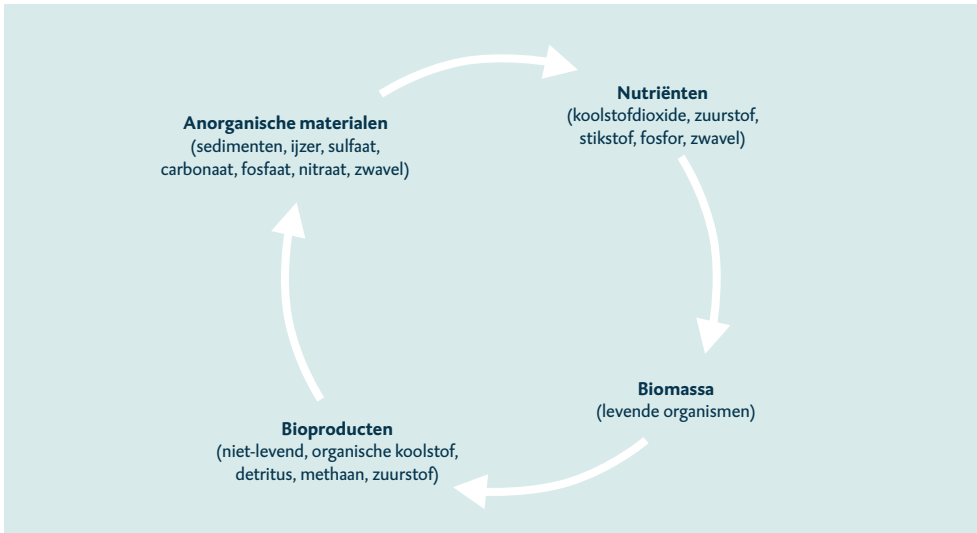 Anorganische materialen
(sedimenten, ijzer, sulfaat,
carbonaat, fosfaat, nitraat, zwavel)
Nutriënten
(koolstofdioxide, zuurstof,
stikstof, fosfor, zwavel)
Biomassa
(levende organismen)
Bioproducten
(niet-levend, organische koolstof,
detritus, methaan, zuurstof)